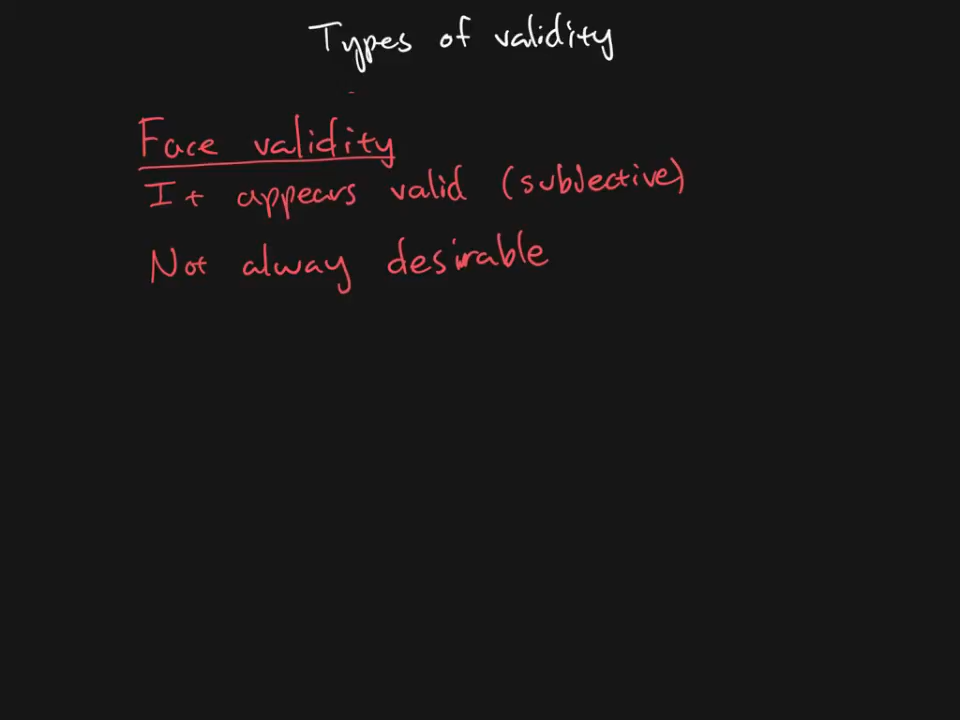 Types of validity
Face validity
It appears valid (subjective)
Not alway desirable